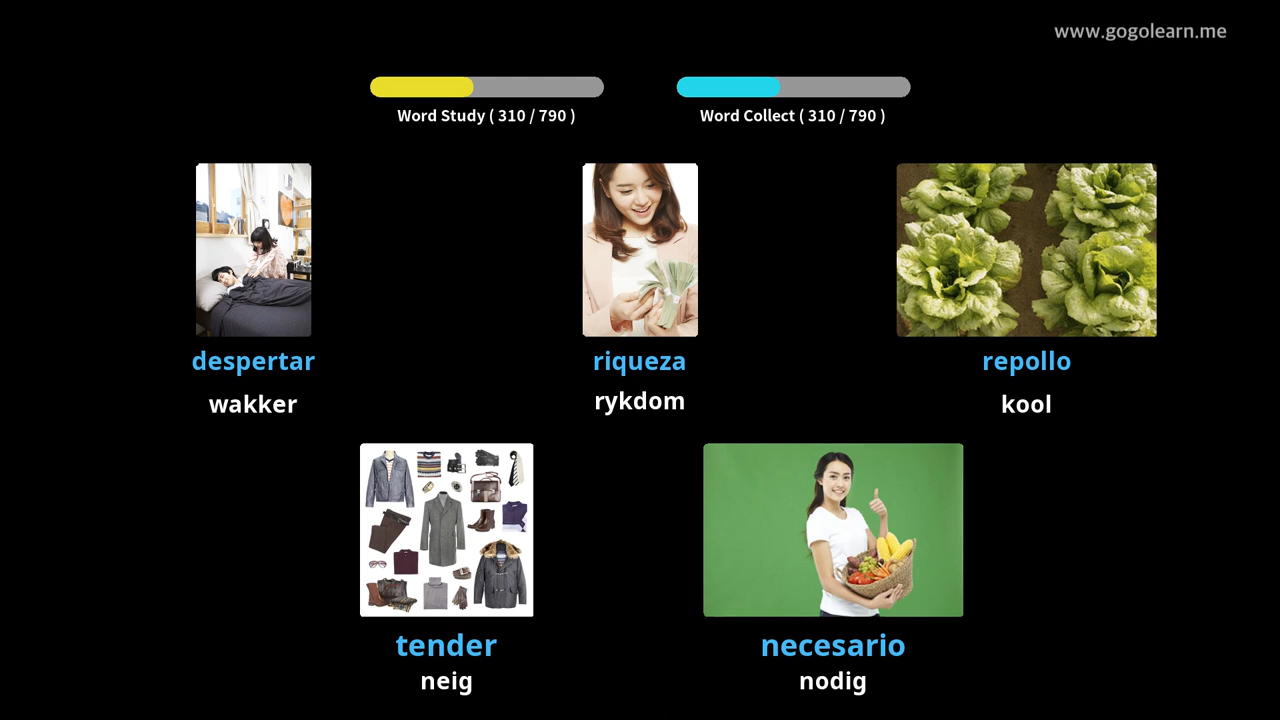 www.gogolearn.me
Word Study ( 310 / 790 )
Word Collect ( 310 / 790 )
despertar
wakker
riqueza
rykdom
repollo
kool
tender
neig
necesario
nodig